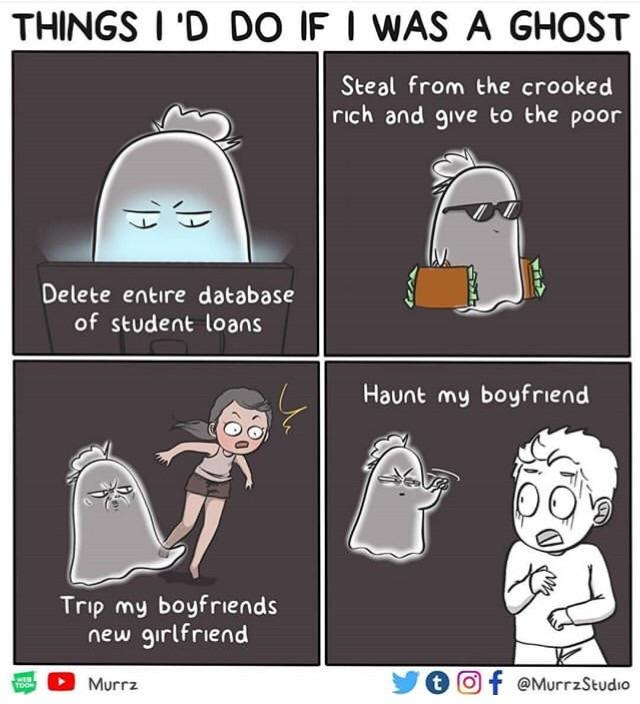 THINGS I 'D DO IF I WAS A GHOST
Delete entire database
of student loans
Steal from the crooked
rich and give to the poor
Trip my boyfriends
new girlfriend
Haunt my boyfriend
WEB
TOON
Murrz
@MurrzStudio